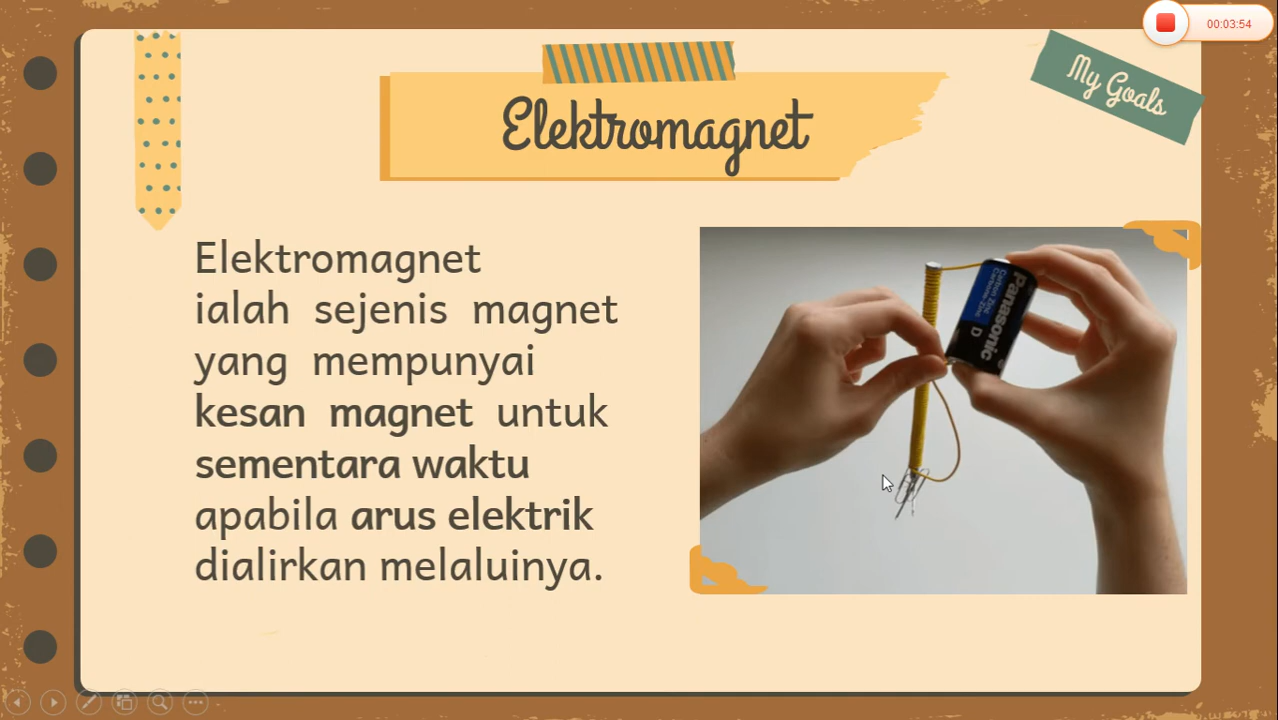 00:03:54
My Goals
Elektromagnet
Elektromagnet
ialah sejenis magnet
yang mempunyai
kesan magnet untuk
sementara waktu
apabila arus elektrik
dialirkan melaluinya.
Panasonic
D